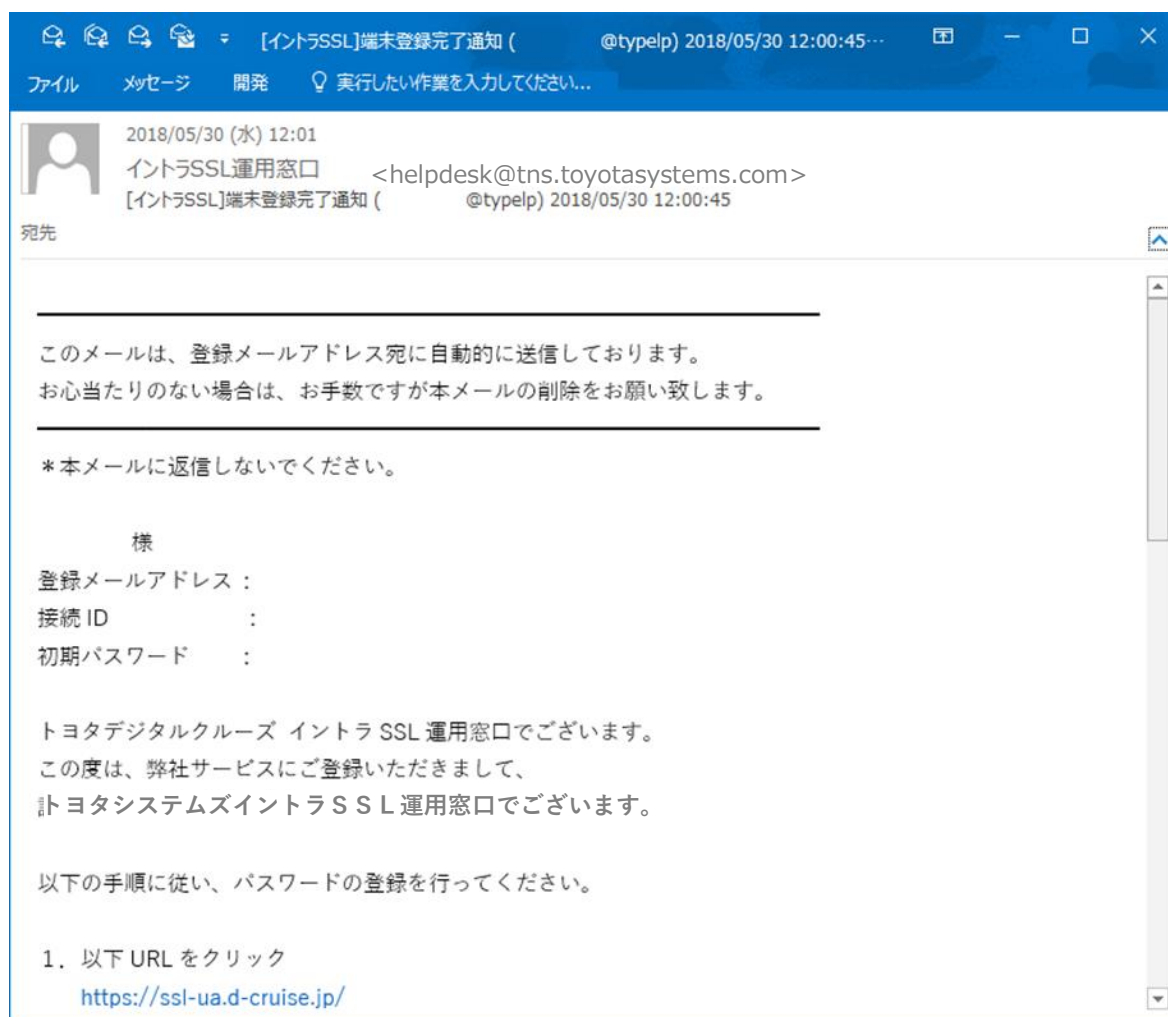 [イントラSSL]端末登録完了通知 ( @typelp) 2018/05/30 12:00:45…
ファイル メッセージ 開発 実行したい作業を入力してください...
2018/05/30 (水) 12:01
イントラSSL運用窓口 <helpdesk@tns.toyotasystems.com>
[イントラSSL]端末登録完了通知 ( @typelp) 2018/05/30 12:00:45
宛先
このメールは、登録メールアドレス宛に自動的に送信しております。
お心当たりのない場合は、お手数ですが本メールの削除をお願い致します。
＊本メールに返信しないでください。
様
登録メールアドレス：
接続 ID ：
初期パスワード ：
トヨタデジタルクルーズ イントラ SSL 運用窓口でございます。
この度は、弊社サービスにご登録いただきまして、
トヨタシステムズイントラＳＳＬ運用窓口でございます。
以下の手順に従い、パスワードの登録を行ってください。
１．以下 URL をクリック
https://ssl-ua.d-cruise.jp/